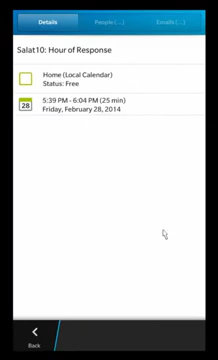 Details People (...) Emails (...)
Salat10: Hour of Response
Home (Local Calendar)
Status: Free
5:39 PM - 6:04 PM (25 min)
28 Friday, February 28, 2014
Back